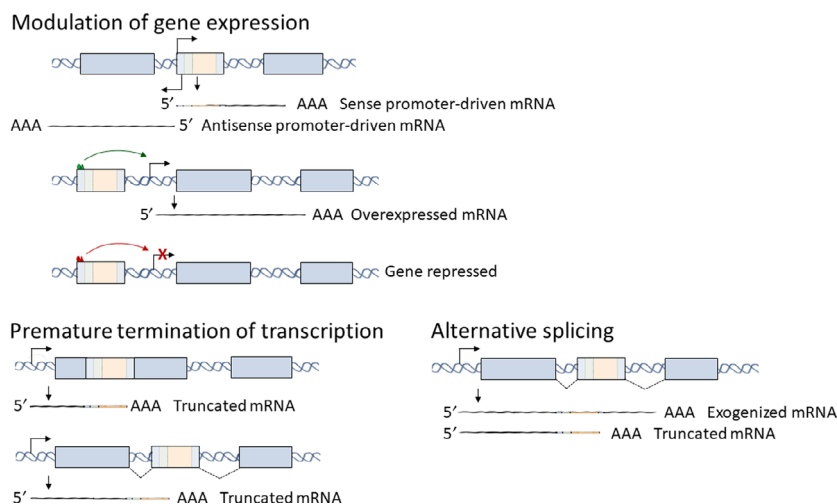 Modulation of gene expression
5′ AAA Sense promoter-driven mRNA
AAA 5′ Antisense promoter-driven mRNA
5′ AAA Overexpressed mRNA
X
Gene repressed
Premature termination of transcription
5′ AAA Truncated mRNA
5′ AAA Truncated mRNA
Alternative splicing
5′ AAA Exogenized mRNA
5′ AAA Truncated mRNA